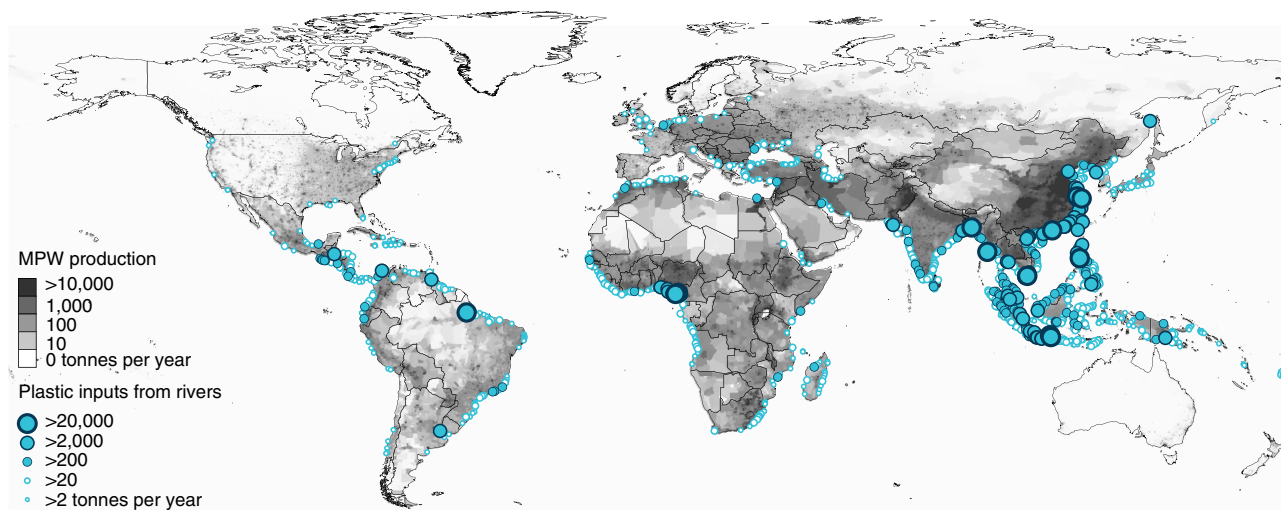 MPW production
>10,000
1,000
100
10
0 tonnes per year
Plastic inputs from rivers
>20,000
>2,000
>200
>20
>2 tonnes per year